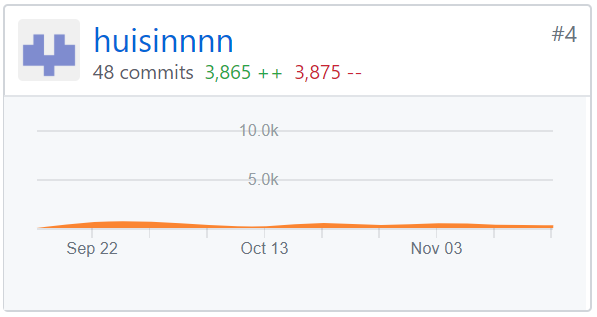 huisinnnn #4
48 commits 3,865 ++ 3,875 --
10.0k
5.0k
Sep 22 Oct 13 Nov 03